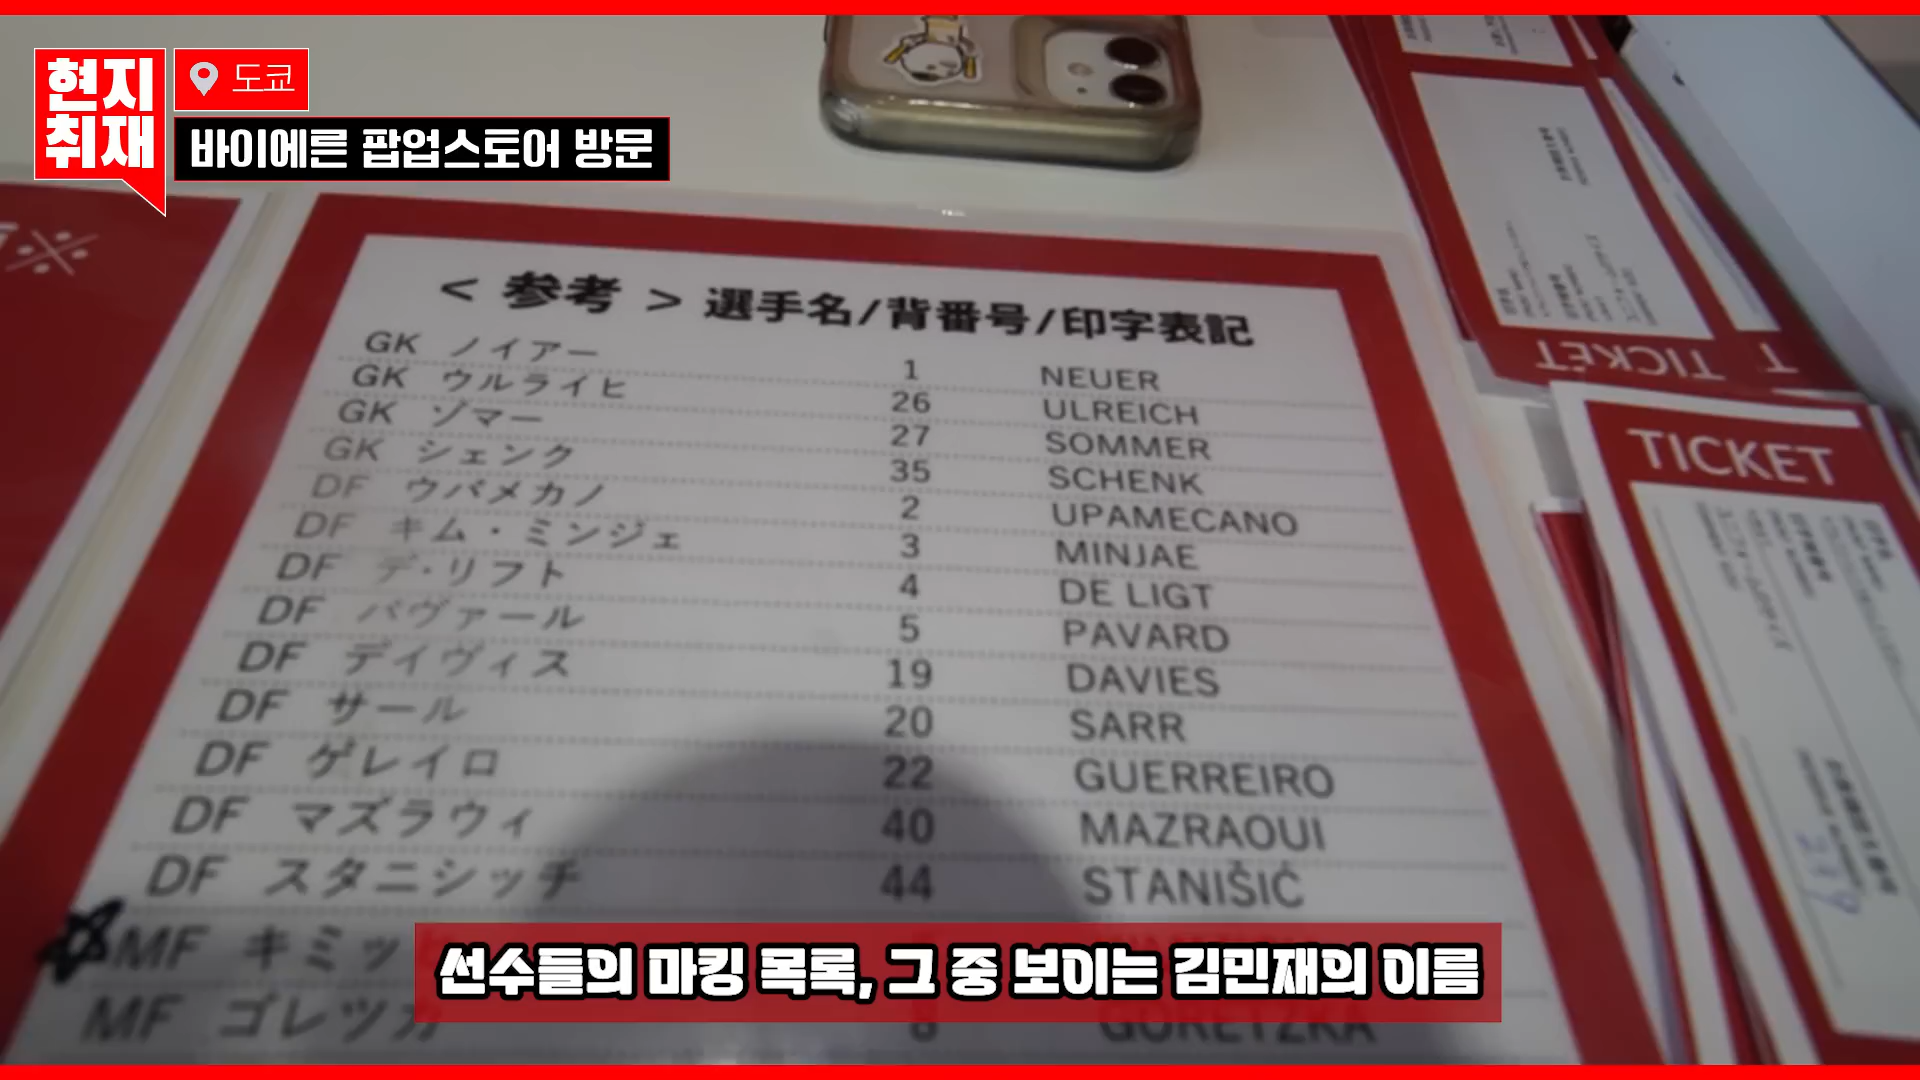 현지
취재
도쿄
바이에른 팝업스토어 방문
※
< 参考 > 選手名/背番号/印字表記
GK ノイアー 1 NEUER
GK ウルライヒ 26 ULREICH
GK ゾマー 27 SOMMER
GK シェンク 35 SCHENK
DF ウパメカノ 2 UPAMECANO
DF キム・ミンジェ 3 MINJAE
DF デ・リフト 4 DE LIGT
DF パヴァール 5 PAVARD
DF デイヴィス 19 DAVIES
DF サール 20 SARR
DF ゲレイロ 22 GUERREIRO
DF マズラウィ 40 MAZRAOUI
DF スタニシッチ 44 STANIŠIĆ
MF キミッ
MF ゴレツカ 8 GORETZKA
TICKET
TICKET
T
TICKET
339
선수들의 마킹 목록, 그 중 보이는 김민재의 이름